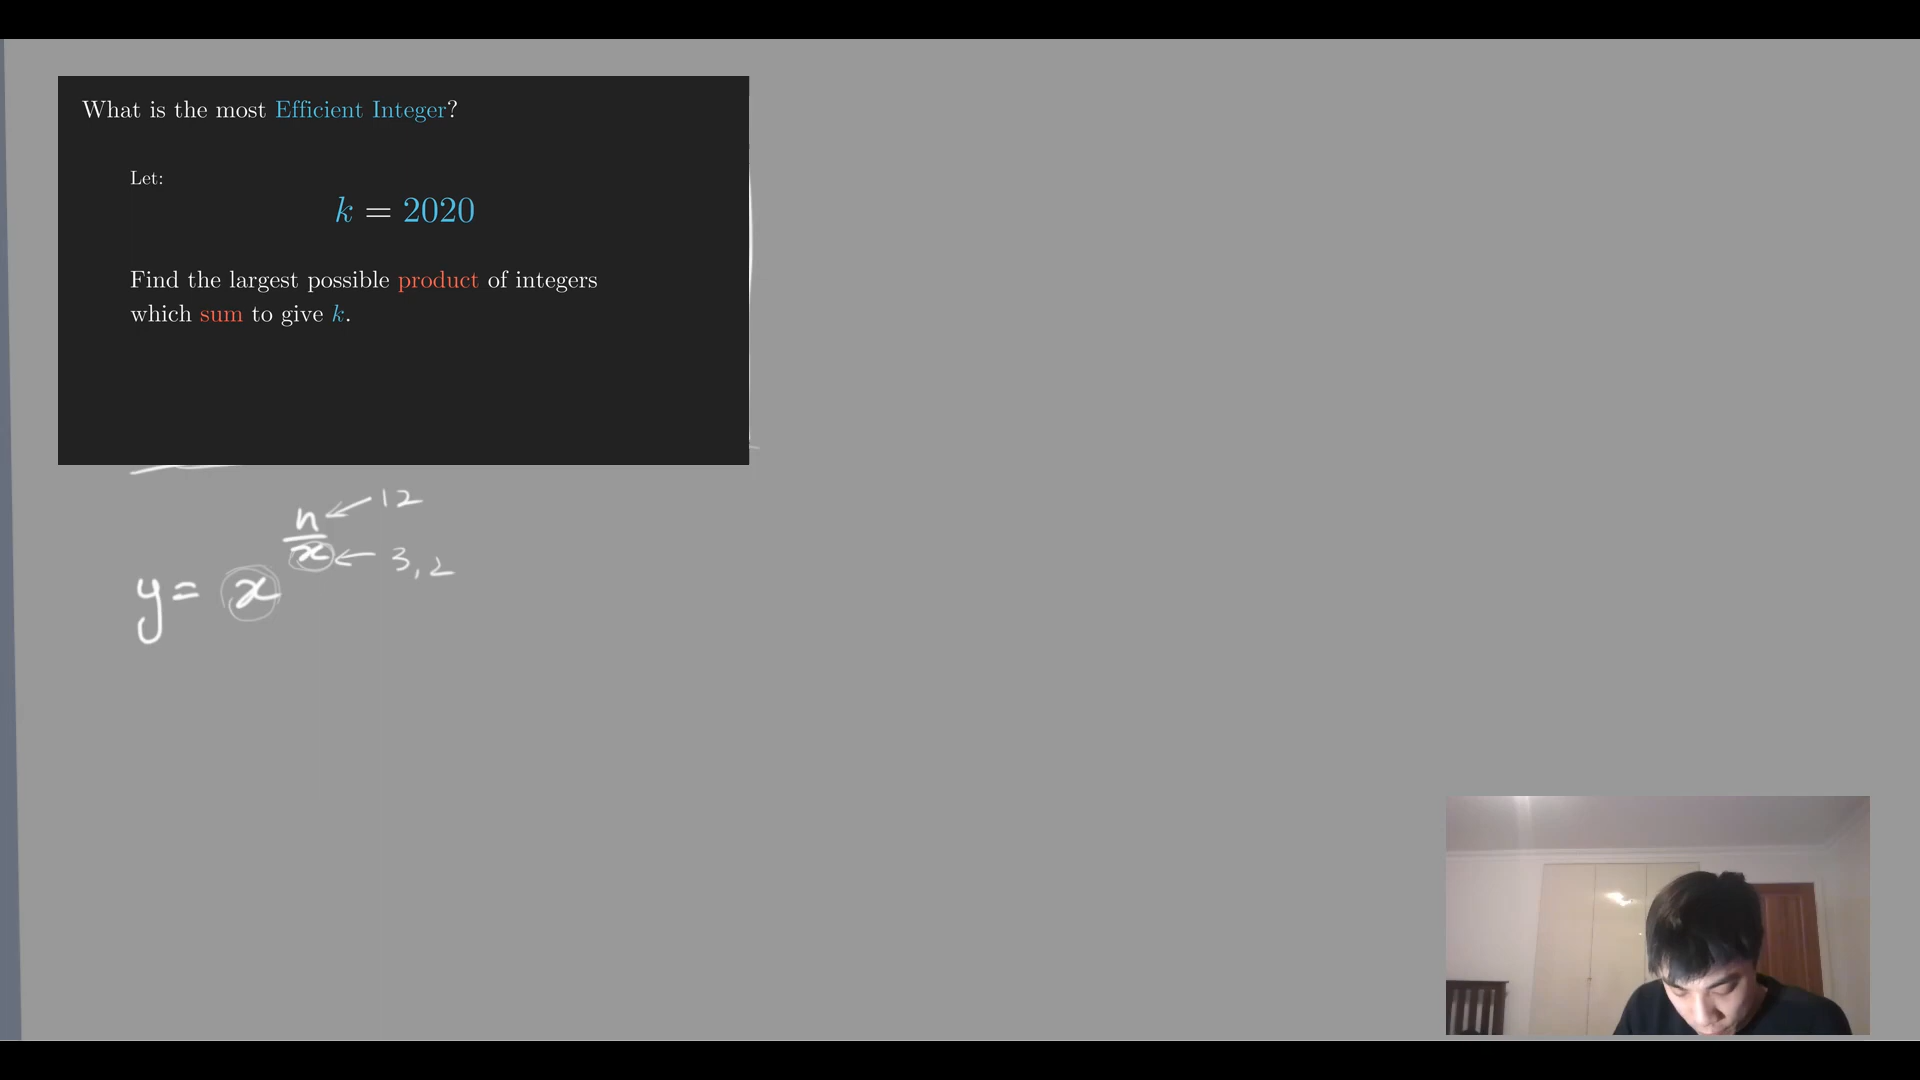 What is the most Efficient Integer?
Let:
k = 2020
Find the largest possible product of integers
which sum to give k.
n ← 12
x ← 3, 2
y = x